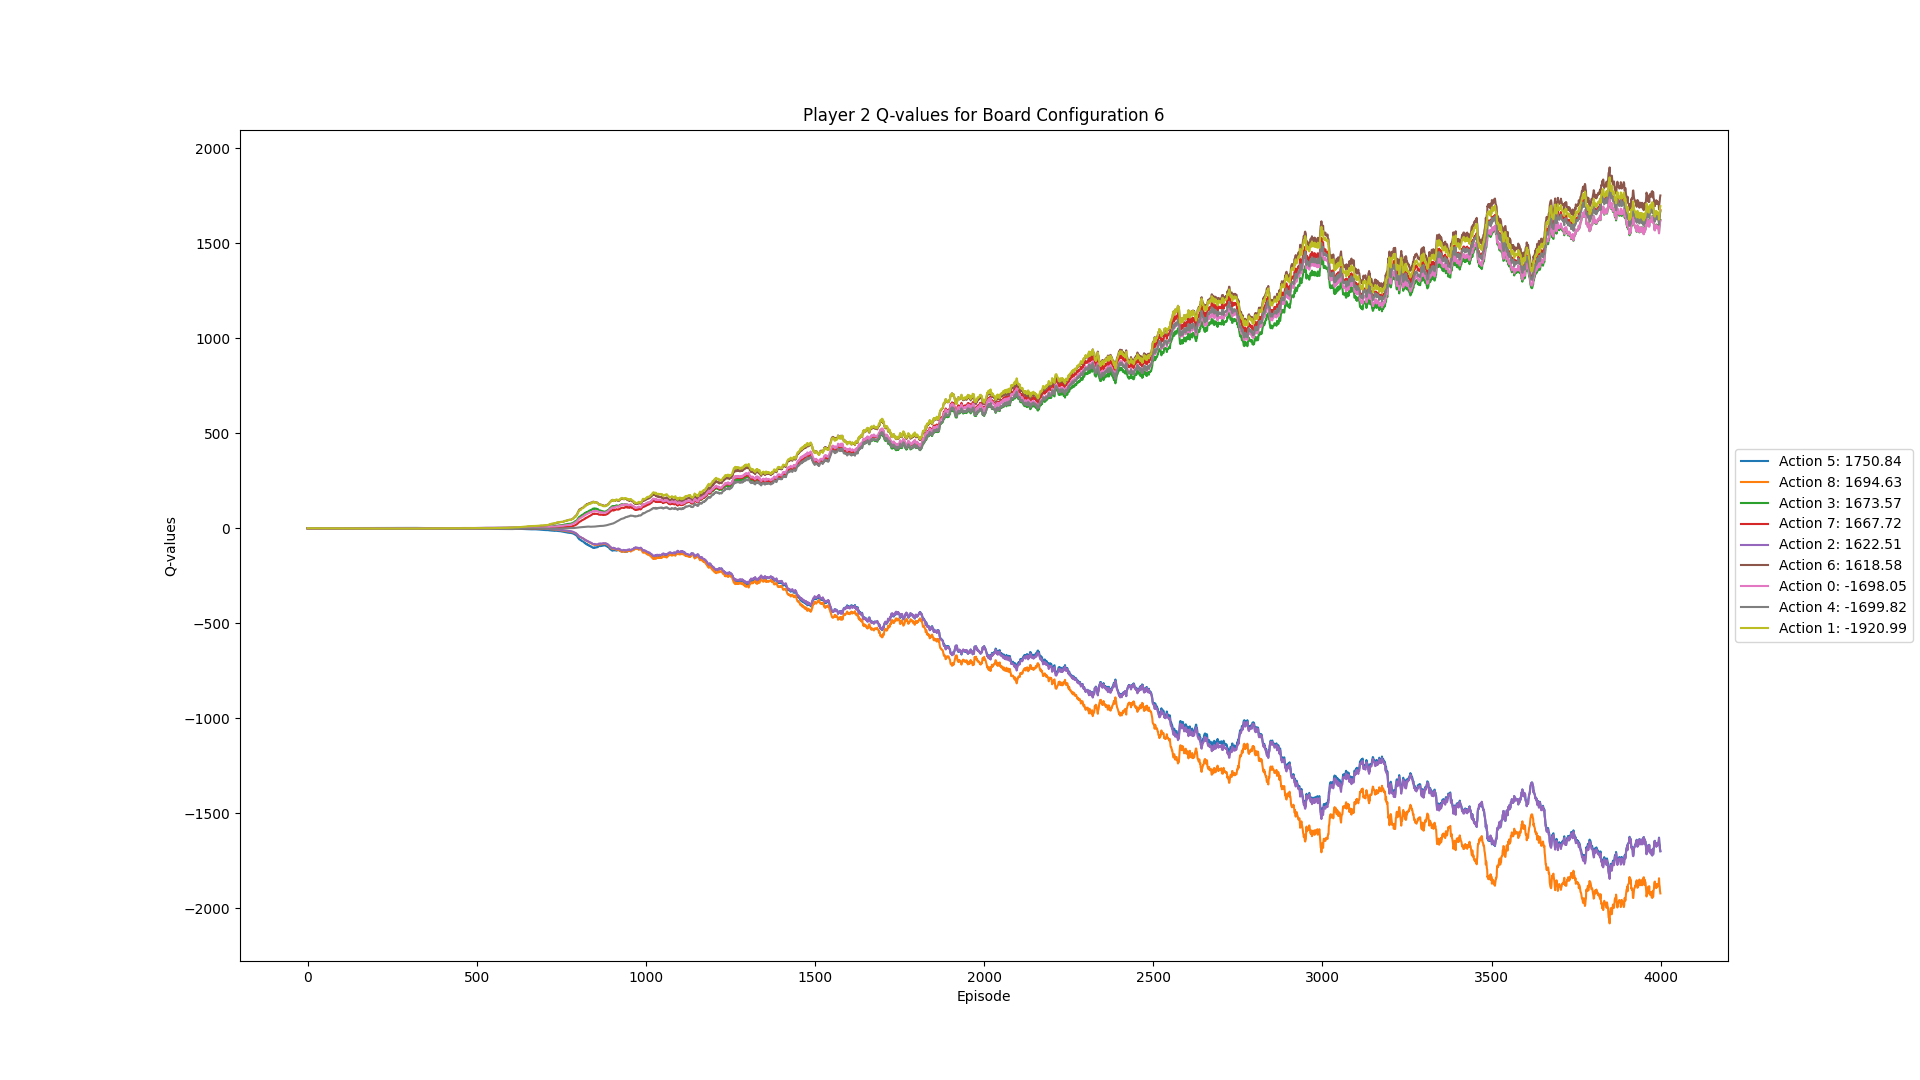 Player 2 Q-values for Board Configuration 6
2000
1500
1000
500
0
−500
−1000
−1500
−2000
Q-values
0
500
1000
1500
2000
2500
3000
3500
4000
Episode
Action 5: 1750.84
Action 8: 1694.63
Action 3: 1673.57
Action 7: 1667.72
Action 2: 1622.51
Action 6: 1618.58
Action 0: -1698.05
Action 4: -1699.82
Action 1: -1920.99